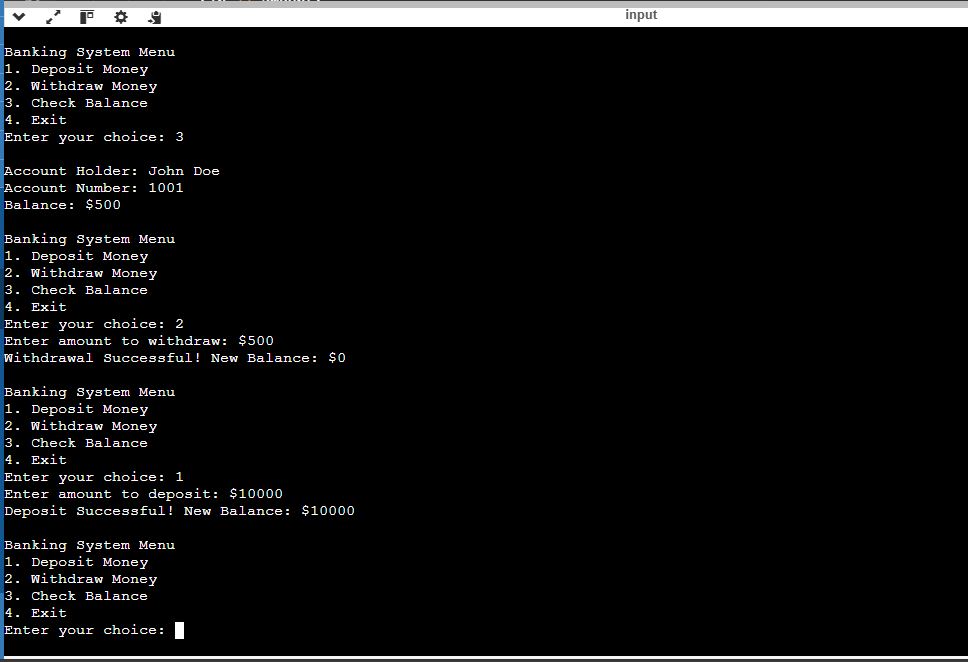 input
Banking System Menu
1. Deposit Money
2. Withdraw Money
3. Check Balance
4. Exit
Enter your choice: 3
Account Holder: John Doe
Account Number: 1001
Balance: $500
Banking System Menu
1. Deposit Money
2. Withdraw Money
3. Check Balance
4. Exit
Enter your choice: 2
Enter amount to withdraw: $500
Withdrawal Successful! New Balance: $0
Banking System Menu
1. Deposit Money
2. Withdraw Money
3. Check Balance
4. Exit
Enter your choice: 1
Enter amount to deposit: $10000
Deposit Successful! New Balance: $10000
Banking System Menu
1. Deposit Money
2. Withdraw Money
3. Check Balance
4. Exit
Enter your choice: